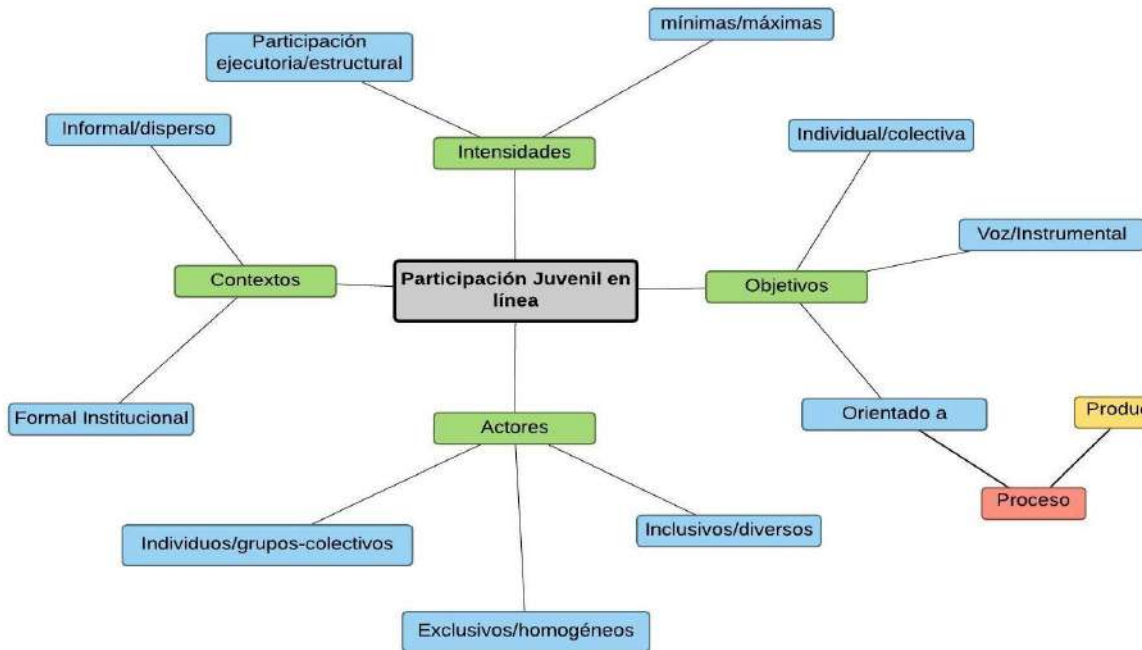 mínimas/máximas
Participación
ejecutoria/estructural
Informal/disperso
Individual/colectiva
Intensidades
Voz/Instrumental
Contextos
Participación Juvenil en
línea
Objetivos
Formal Institucional
Orientado a
Actores
Proceso
Individuos/grupos-colectivos
Inclusivos/diversos
Exclusivos/homogéneos